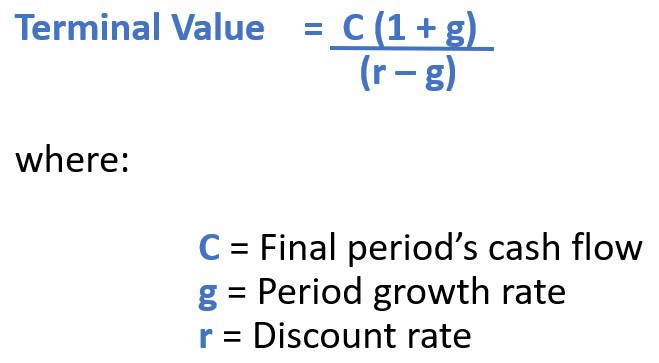 Terminal Value = C (1 + g)
(r – g)
where:
C = Final period’s cash flow
g = Period growth rate
r = Discount rate